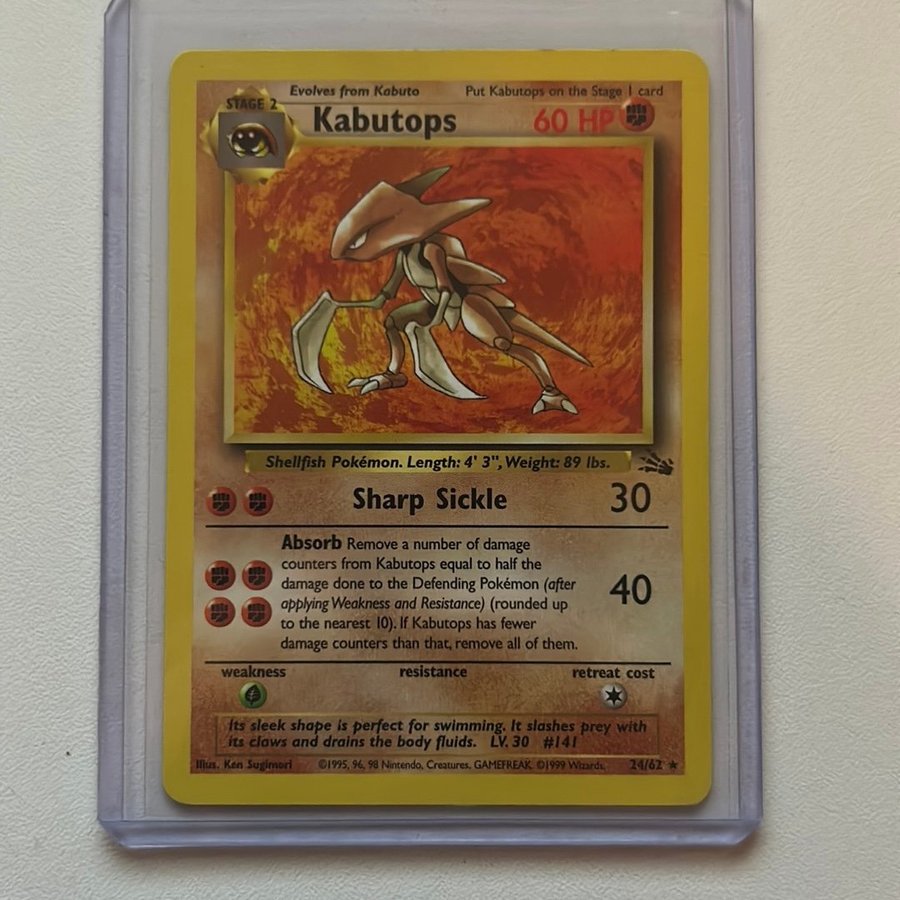 Evolves from Kabuto
Put Kabutops on the Stage 1 card
STAGE 2
Kabutops
60 HP
Shellfish Pokémon. Length: 4' 3", Weight: 89 lbs.
Sharp Sickle
30
Absorb Remove a number of damage
counters from Kabutops equal to half the
damage done to the Defending Pokémon (after
applying Weakness and Resistance) (rounded up
to the nearest 10). If Kabutops has fewer
damage counters than that, remove all of them.
40
weakness
resistance
retreat cost
Its sleek shape is perfect for swimming. It slashes prey with
its claws and drains the body fluids. LV. 30 #141
Illus. Ken Sugimori
©1995, 96, 98 Nintendo, Creatures, GAMEFREAK. ©1999 Wizards.
24/62 ★